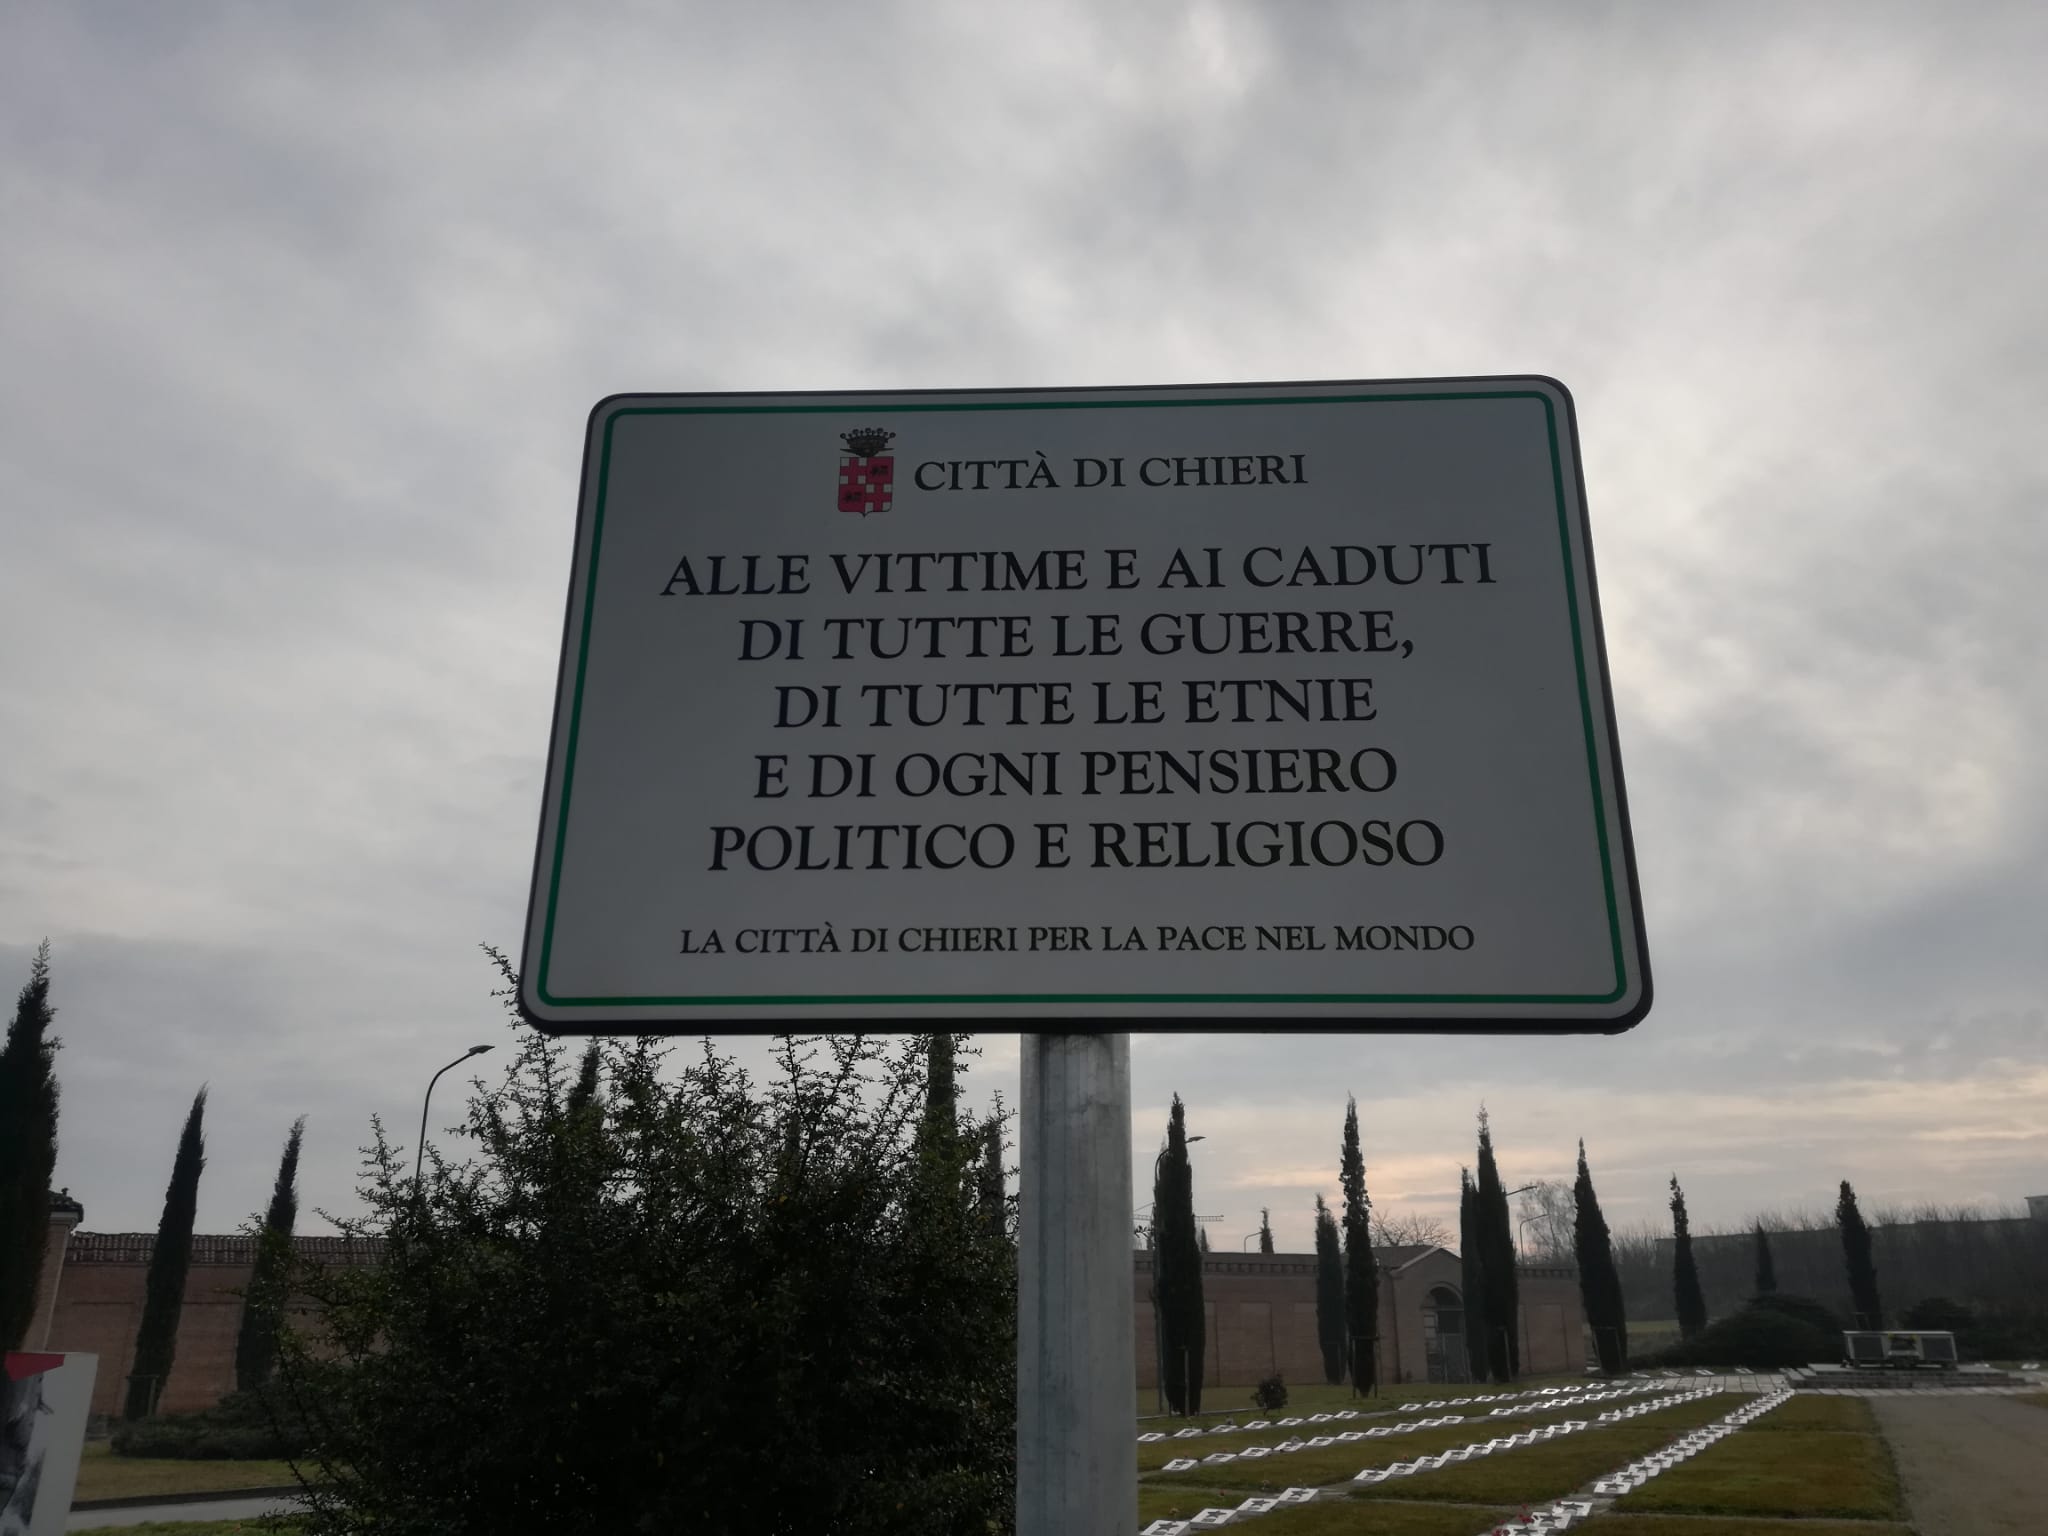 CITTÀ DI CHIERI
ALLE VITTIME E AI CADUTI
DI TUTTE LE GUERRE,
DI TUTTE LE ETNIE
E DI OGNI PENSIERO
POLITICO E RELIGIOSO
LA CITTÀ DI CHIERI PER LA PACE NEL MONDO